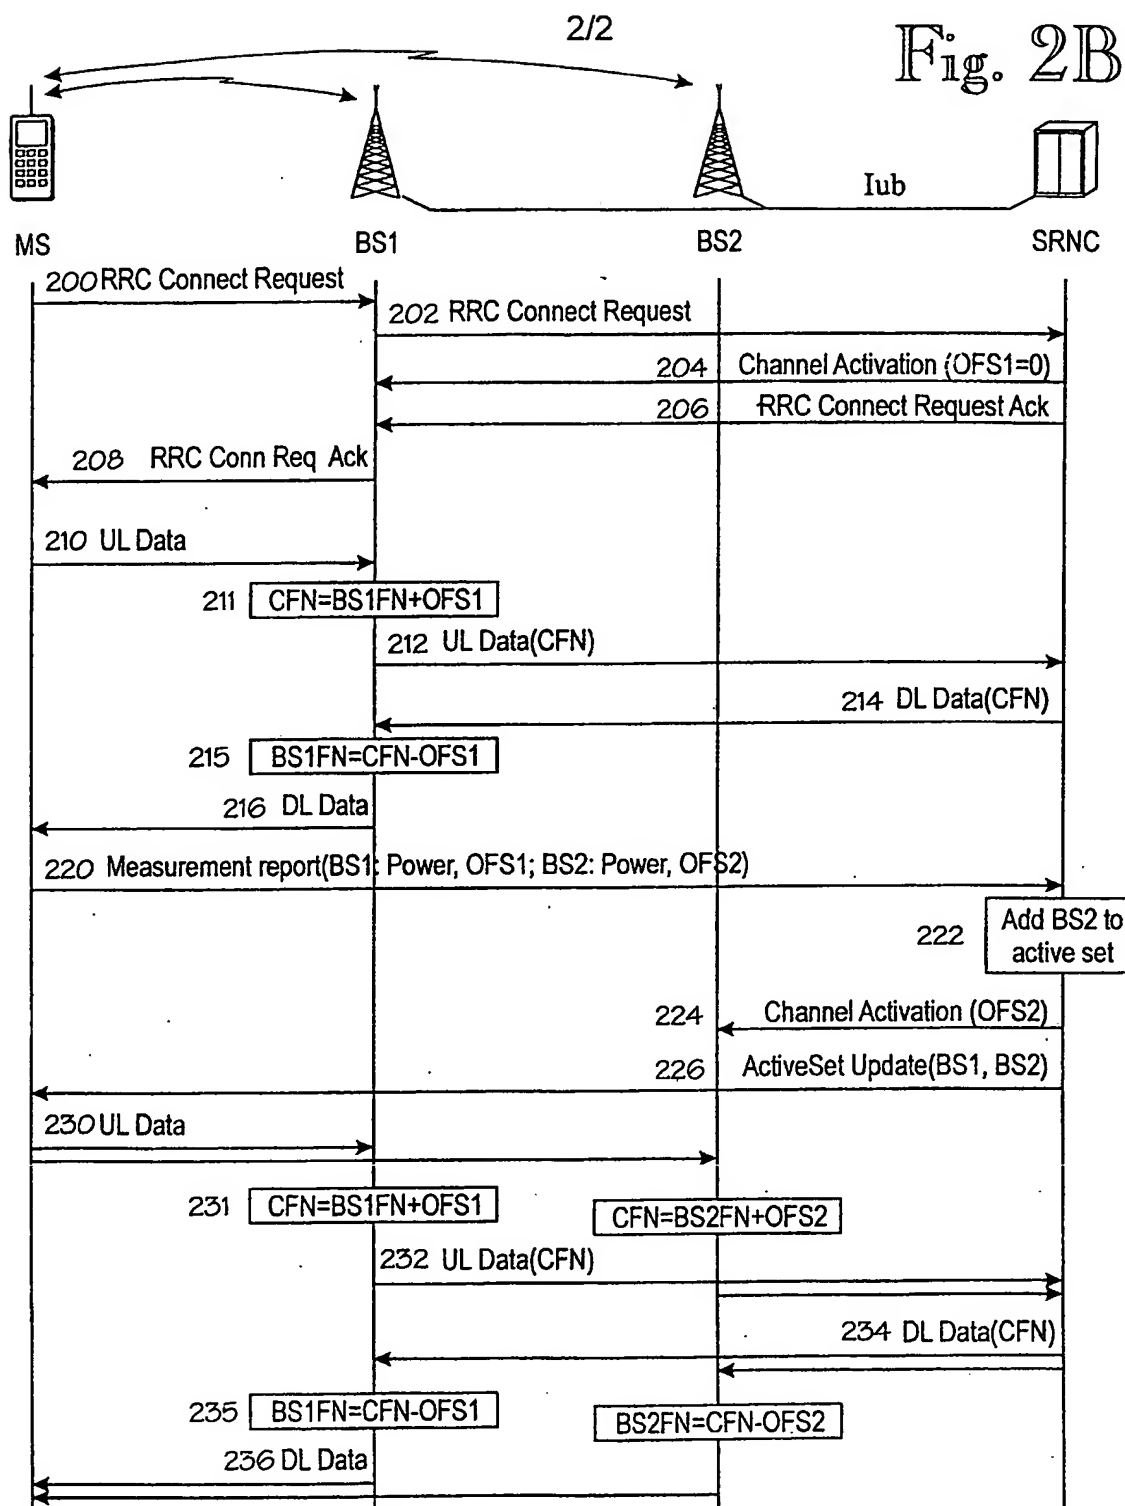 2/2
Fig. 2B
Iub
MS BS1 BS2 SRNC
200 RRC Connect Request
202 RRC Connect Request
204 Channel Activation (OFS1=0)
206 RRC Connect Request Ack
208 RRC Conn Req Ack
210 UL Data
211 CFN=BS1FN+OFS1
212 UL Data(CFN)
214 DL Data(CFN)
215 BS1FN=CFN-OFS1
216 DL Data
220 Measurement report(BS1: Power, OFS1; BS2: Power, OFS2)
222 Add BS2 to
active set
224 Channel Activation (OFS2)
226 ActiveSet Update(BS1, BS2)
230 UL Data
231 CFN=BS1FN+OFS1 CFN=BS2FN+OFS2
232 UL Data(CFN)
234 DL Data(CFN)
235 BS1FN=CFN-OFS1 BS2FN=CFN-OFS2
236 DL Data